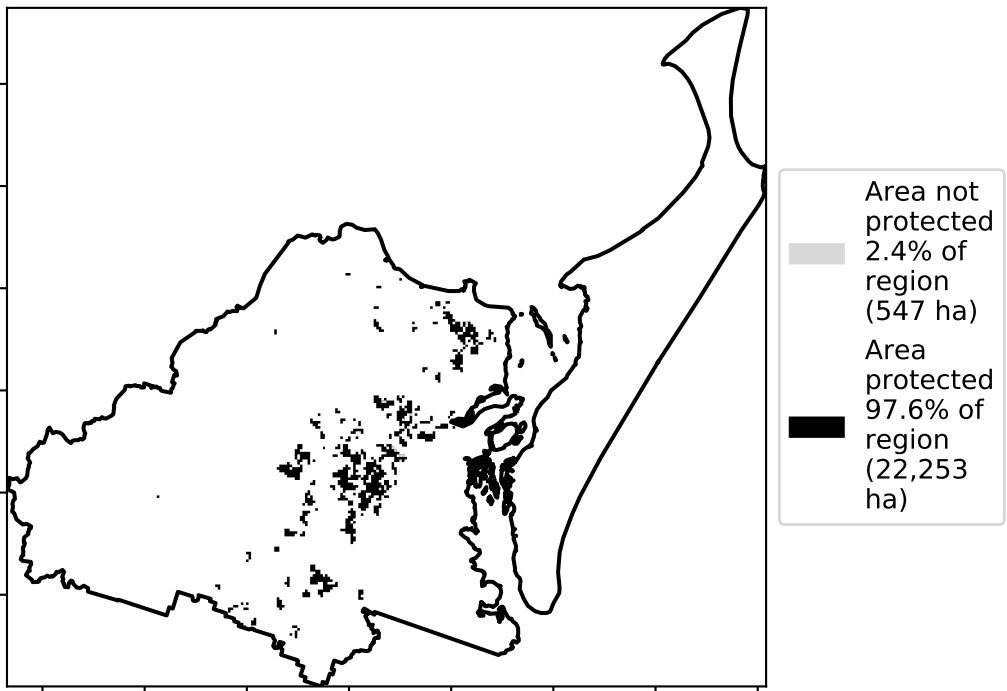 Area not
protected
2.4% of
region
(547 ha)
Area
protected
97.6% of
region
(22,253
ha)